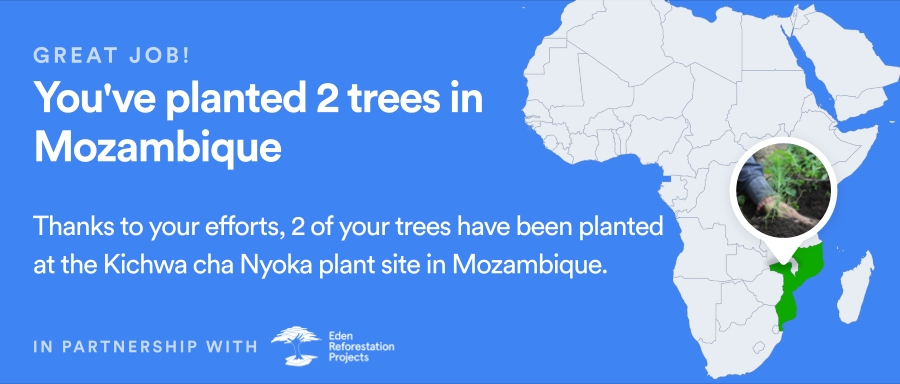 GREAT JOB!
You've planted 2 trees in
Mozambique
Thanks to your efforts, 2 of your trees have been planted
at the Kichwa cha Nyoka plant site in Mozambique.
IN PARTNERSHIP WITH
Eden
Reforestation
Projects